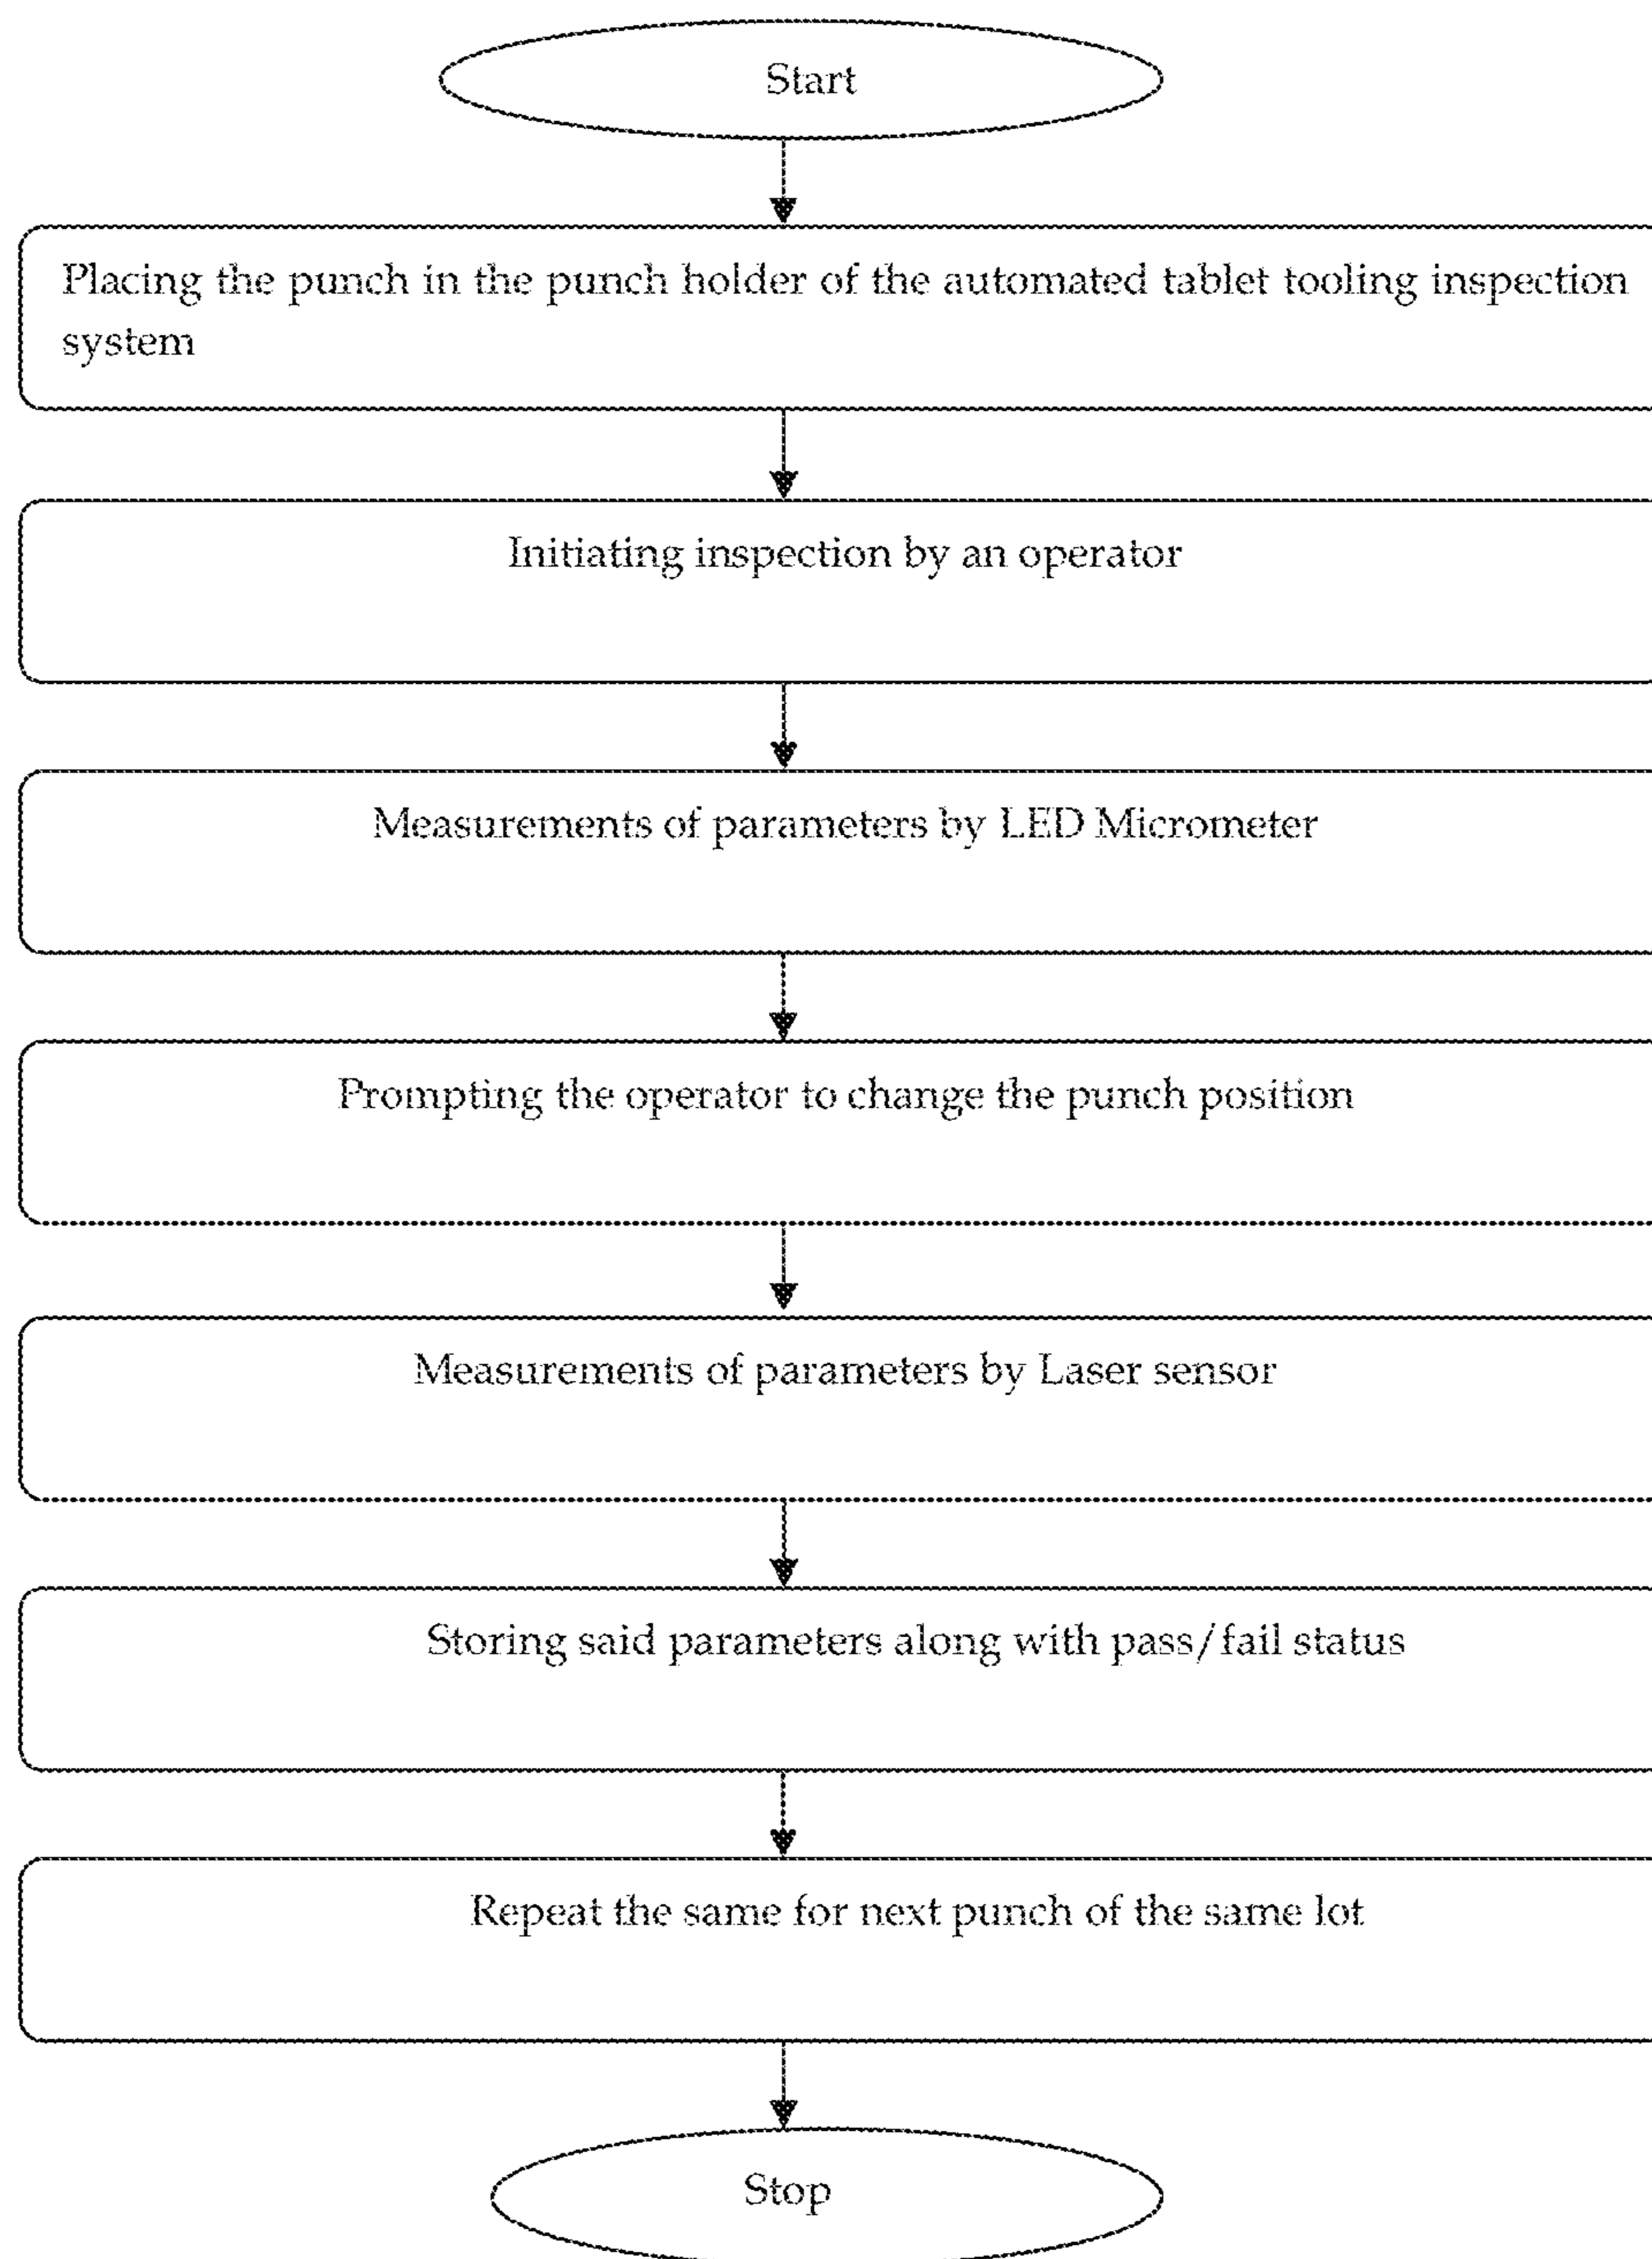 Start
Placing the punch in the punch holder of the automated tablet tooling inspection
system
Initiating inspection by an operator
Measurements of parameters by LED Micrometer
Prompting the operator to change the punch position
Measurements of parameters by Laser sensor
Storing said parameters along with pass/fail status
Repeat the same for next punch of the same lot
Stop